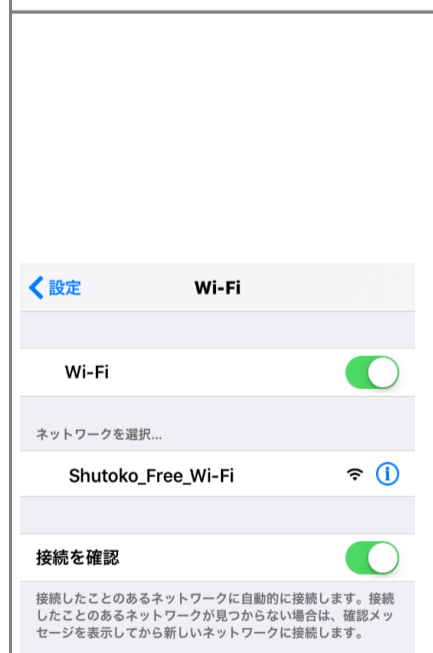 設定 Wi-Fi
Wi-Fi
ネットワークを選択...
Shutoko_Free_Wi-Fi
接続を確認
接続したことのあるネットワークに自動的に接続します。接続
したことのあるネットワークが見つからない場合は、確認メッ
セージを表示してから新しいネットワークに接続します。